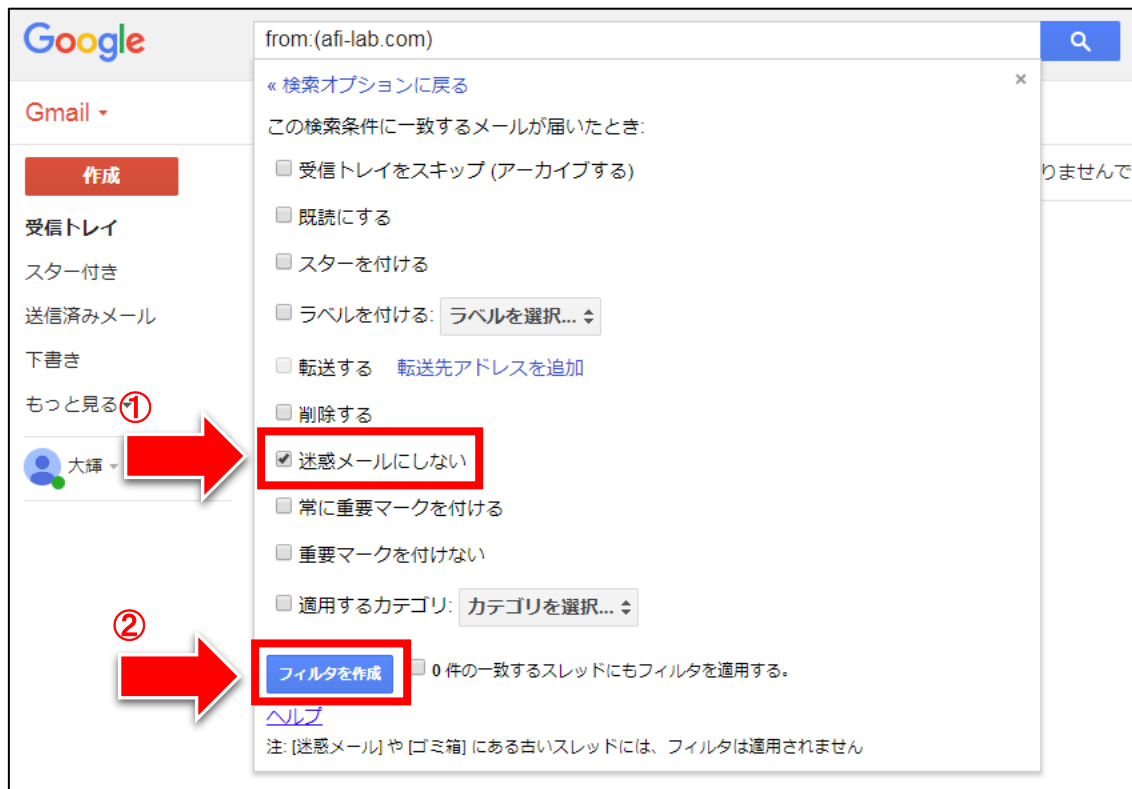 Google
from:(afi-lab.com)
« 検索オプションに戻る
×
Gmail
この検索条件に一致するメールが届いたとき:
作成
受信トレイをスキップ (アーカイブする)
りませんで
既読にする
受信トレイ
スターを付ける
スター付き
送信済みメール
ラベルを付ける: ラベルを選択...
下書き
転送する 転送先アドレスを追加
もっと見る
①
削除する
大輝
迷惑メールにしない
常に重要マークを付ける
重要マークを付けない
適用するカテゴリ: カテゴリを選択...
②
フィルタを作成
0 件の一致するスレッドにもフィルタを適用する。
ヘルプ
注: [迷惑メール] や [ゴミ箱] にある古いスレッドには、フィルタは適用されません